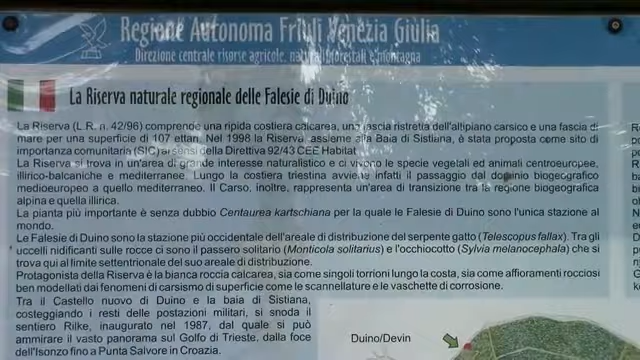 Regione Autonoma Friuli Venezia Giulia
Direzione centrale risorse agricole, naturali forestali e montagna
La Riserva naturale regionale delle Falesie di Duino
La Riserva (L.R. n. 42/96) comprende una ripida costiera calcarea, una fascia ristretta dell'altipiano carsico e una fascia di
mare per una superficie di 107 ettari. Nel 1998 la Riserva, assieme alla Baia di Sistiana, è stata proposta come sito di
importanza comunitaria (SIC) ai sensi della Direttiva 92/43 CEE Habitat
La Riserva si trova in un'area di grande interesse naturalistico e ci vivono le specie vegetali ed animali centroeuropee,
illirico-balcaniche e mediterranee. Lungo la costiera triestina avviene infatti il passaggio dal dominio biogeografico
medioeuropeo a quello mediterraneo. Il Carso, inoltre, rappresenta un'area di transizione tra la regione biogeografica
alpina e quella illirica.
La pianta più importante è senza dubbio Centaurea kartschiana per la quale le Falesie di Duino sono l'unica stazione al
mondo.
Le Falesie di Duino sono la stazione più occidentale dell'areale di distribuzione del serpente gatto (Telescopus fallax). Tra gli
uccelli nidificanti sulle rocce ci sono il passero solitario (Monticola solitarius) e l'occhiocotto (Sylvia melanocephala) che si
trova qui al limite settentrionale del suo areale di distribuzione.
Protagonista della Riserva è la bianca roccia calcarea, sia come singoli torrioni lungo la costa, sia come affioramenti rocciosi
ben modellati dai fenomeni di carsismo di superficie come le scannellature e le vaschette di corrosione.
Tra il Castello nuovo di Duino e la baia di Sistiana,
costeggiando i resti delle postazioni militari, si snoda il
sentiero Rilke, inaugurato nel 1987, dal quale si può
ammirare il vasto panorama sul Golfo di Trieste, dalla foce
dell'Isonzo fino a Punta Salvore in Croazia.
Duino/Devin